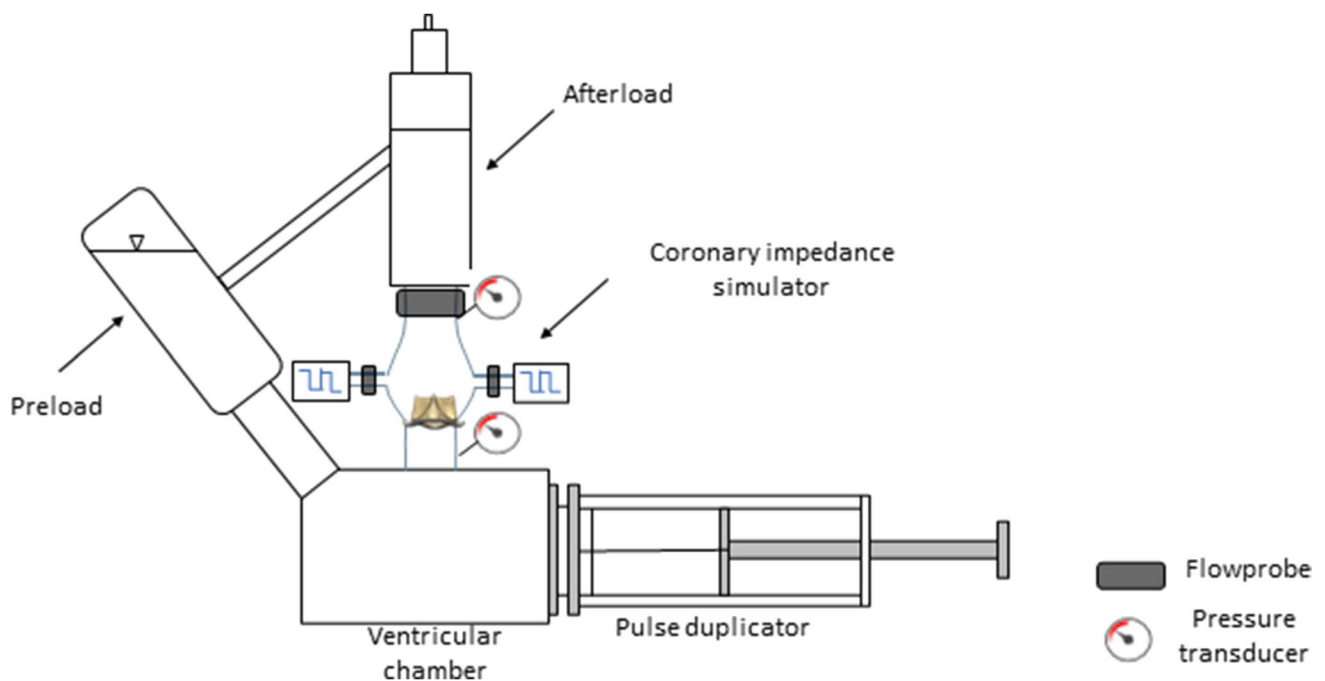 Afterload
Coronary impedance
simulator
Preload
Flowprobe
Pulse duplicator
Ventricular
chamber
Pressure
transducer